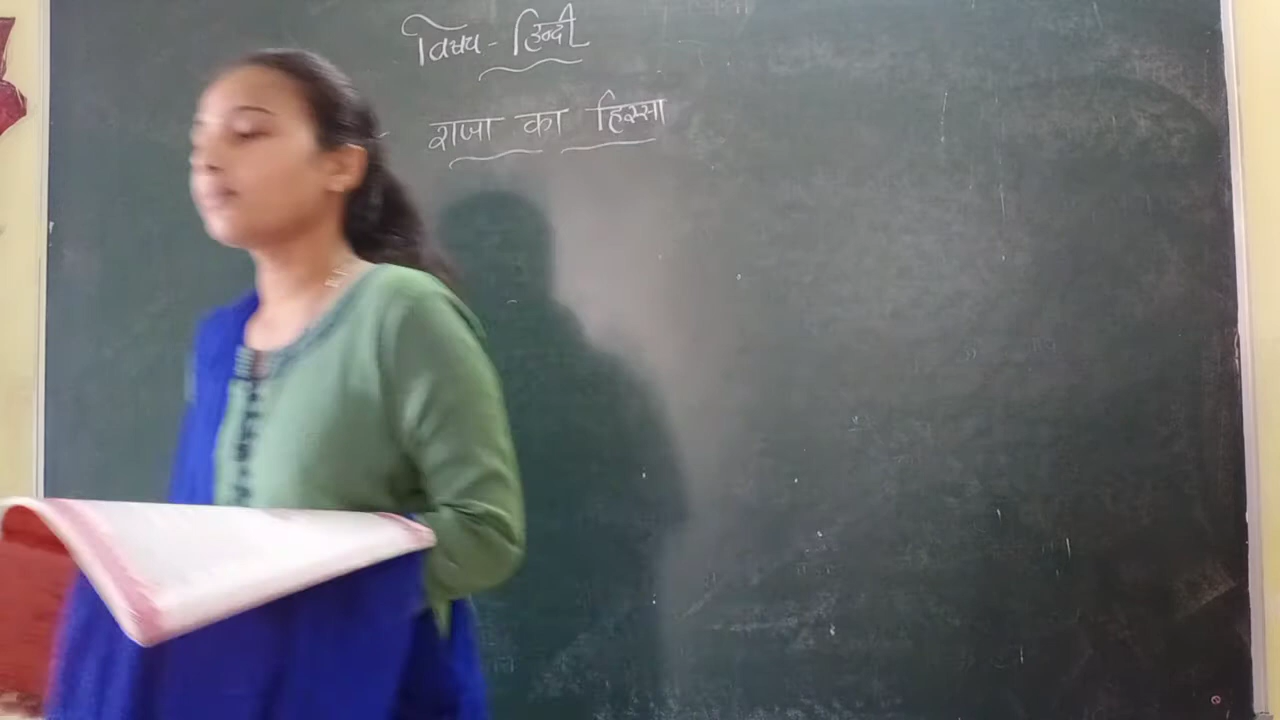 विषय - हिन्दी
राजा का हिस्सा